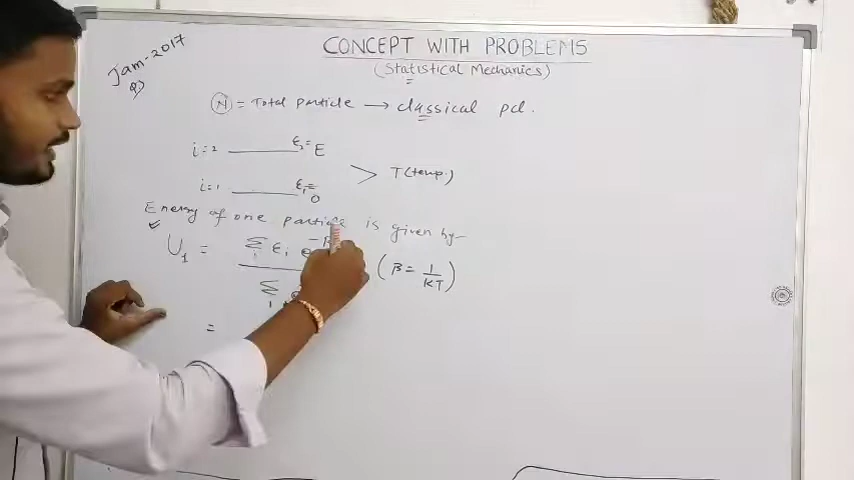 Jam-2017
Q)
CONCEPT WITH PROBLEMS
(Statistical Mechanics)
N = Total particle → classical pcl.
i=2 ε₂= E
i=1 ε₁= 0
> T(temp.)
Energy of one particle is given by-
U₁ = Σ i εᵢ e^-β
(β = 1/KT)
Σ i e
=